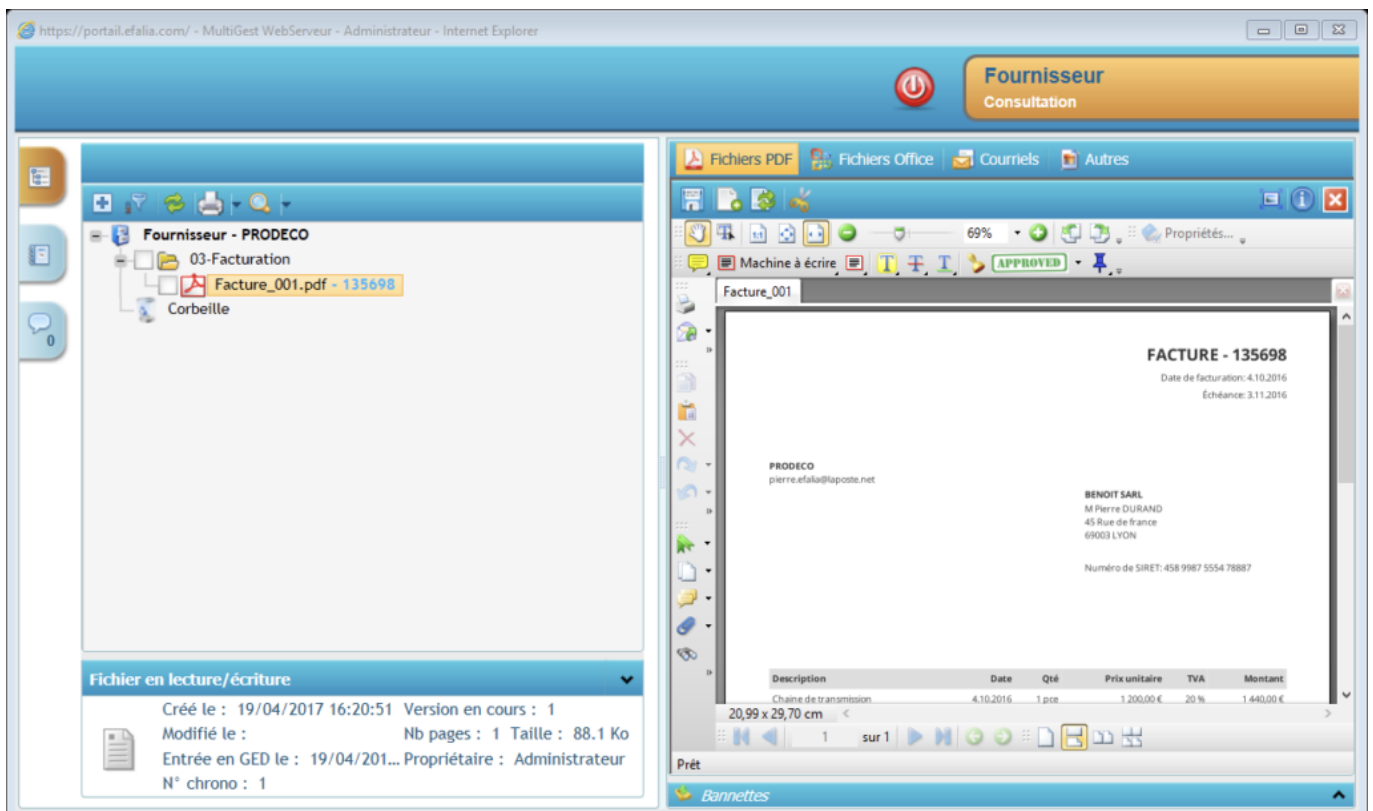 https://portail.efalia.com/ - MultiGest WebServeur - Administrateur - Internet Explorer
Fournisseur
Consultation
Fichiers PDF Fichiers Office Courriels Autres
69% Propriétés...
Machine à écrire APPROVED
Fournisseur - PRODECO
03-Facturation
Facture_001.pdf - 135698
Corbeille
0
Facture_001
FACTURE - 135698
Date de facturation: 4.10.2016
Échéance: 3.11.2016
PRODECO
pierre.efalia@laposte.net
BENOIT SARL
M Pierre DURAND
45 Rue de france
69003 LYON
Numéro de SIRET: 458 9987 5554 78887
Description Date Qté Prix unitaire TVA Montant
Chaine de transmission 4.10.2016 1 pce 1 200,00 € 20 % 1 440,00 €
20,99 x 29,70 cm
1 sur 1
Prêt
Bannettes
Fichier en lecture/écriture
Créé le : 19/04/2017 16:20:51 Version en cours : 1
Modifié le : Nb pages : 1 Taille : 88.1 Ko
Entrée en GED le : 19/04/201... Propriétaire : Administrateur
N° chrono : 1